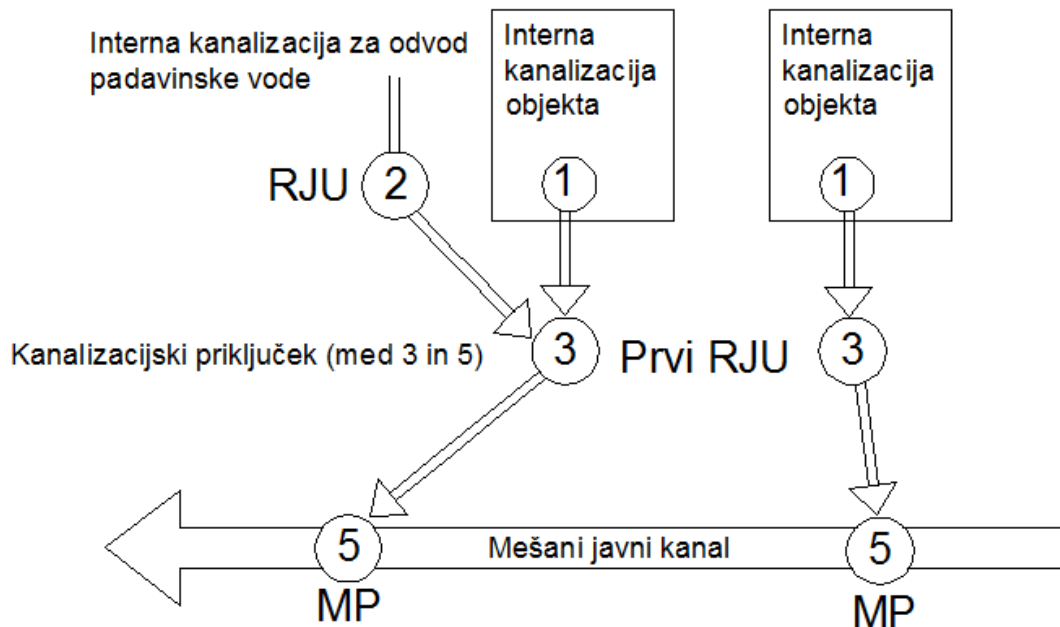 Interna kanalizacija za odvod
padavinske vode
Interna
kanalizacija
objekta
Interna
kanalizacija
objekta
RJU
2
1
1
Kanalizacijski priključek (med 3 in 5)
3
Prvi RJU
3
5
Mešani javni kanal
5
MP
MP